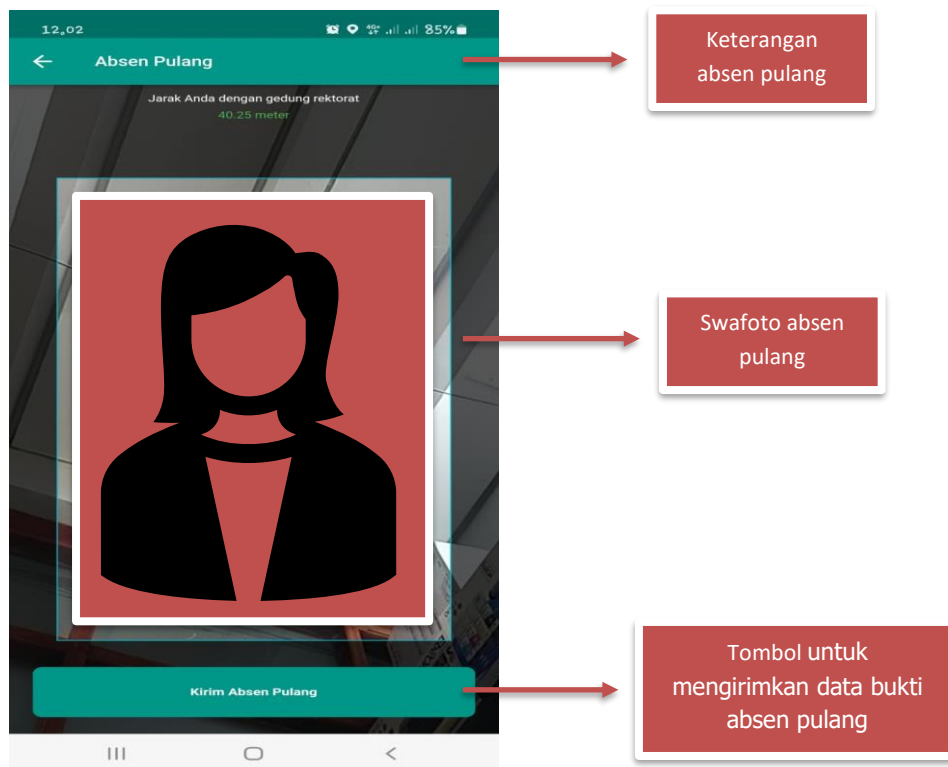 12.02
4G+ 85%
Absen Pulang
Jarak Anda dengan gedung rektorat
40.25 meter
Kirim Absen Pulang
Keterangan
absen pulang
Swafoto absen
pulang
Tombol untuk
mengirimkan data bukti
absen pulang